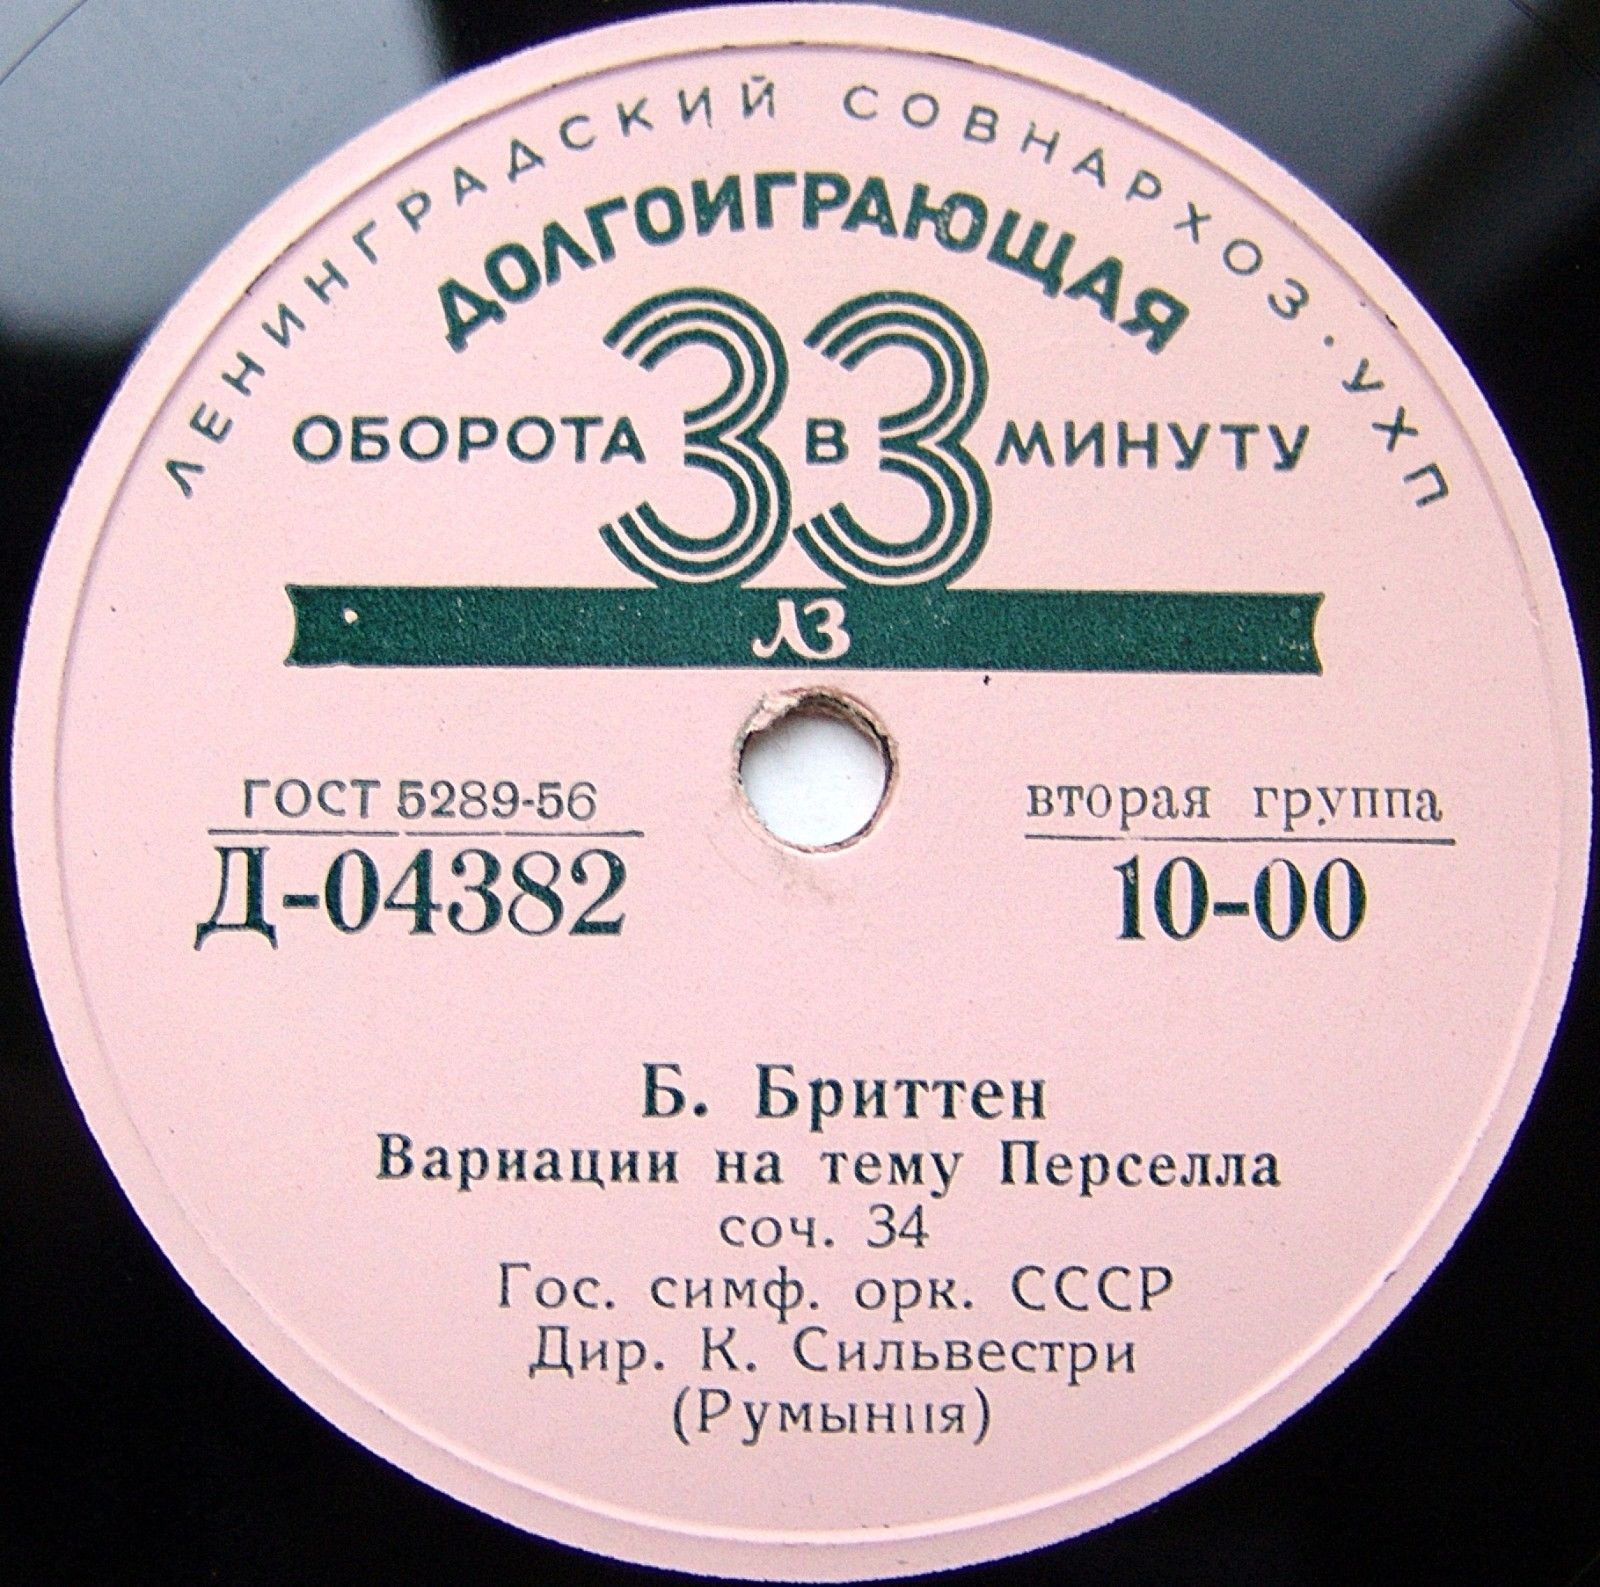 ЛЕНИНГРАДСКИЙ СОВНАРХОЗ. УХП
ДОЛГОИГРАЮЩАЯ
33
ОБОРОТА В МИНУТУ
ЛЗ
ГОСТ 5289-56
Д-04382
вторая группа
10-00
Б. Бриттен
Вариации на тему Перселла
соч. 34
Гос. симф. орк. СССР
Дир. К. Сильвестри
(Румыния)